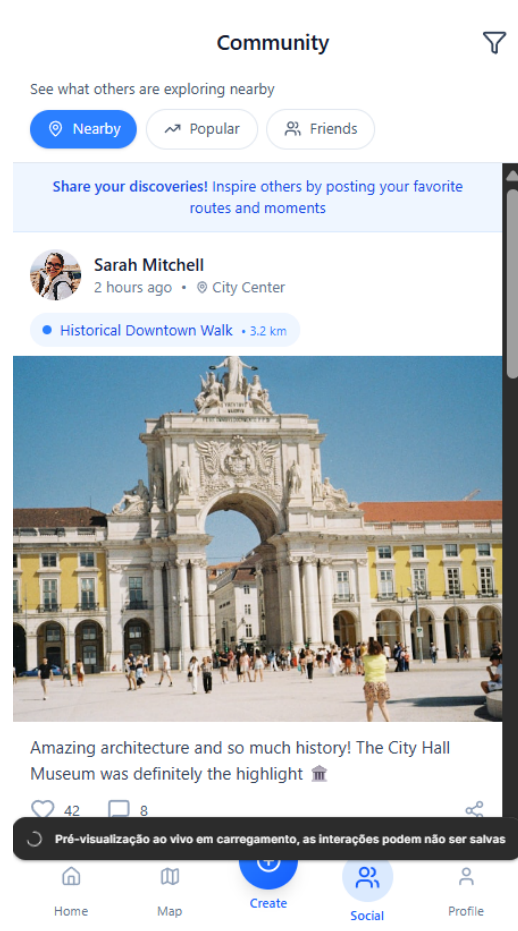 Community
See what others are exploring nearby
Nearby
Popular
Friends
Share your discoveries! Inspire others by posting your favorite
routes and moments
Sarah Mitchell
2 hours ago • City Center
Historical Downtown Walk • 3.2 km
Amazing architecture and so much history! The City Hall
Museum was definitely the highlight 🏛️
42
8
Pré-visualização ao vivo em carregamento, as interações podem não ser salvas
Home
Map
Create
Social
Profile